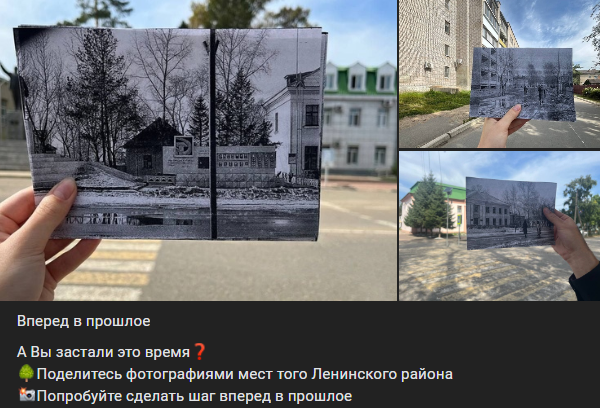 Вперед в прошлое
А Вы застали это время❓
🌳Поделитесь фотографиями мест того Ленинского района
📸Попробуйте сделать шаг вперед в прошлое